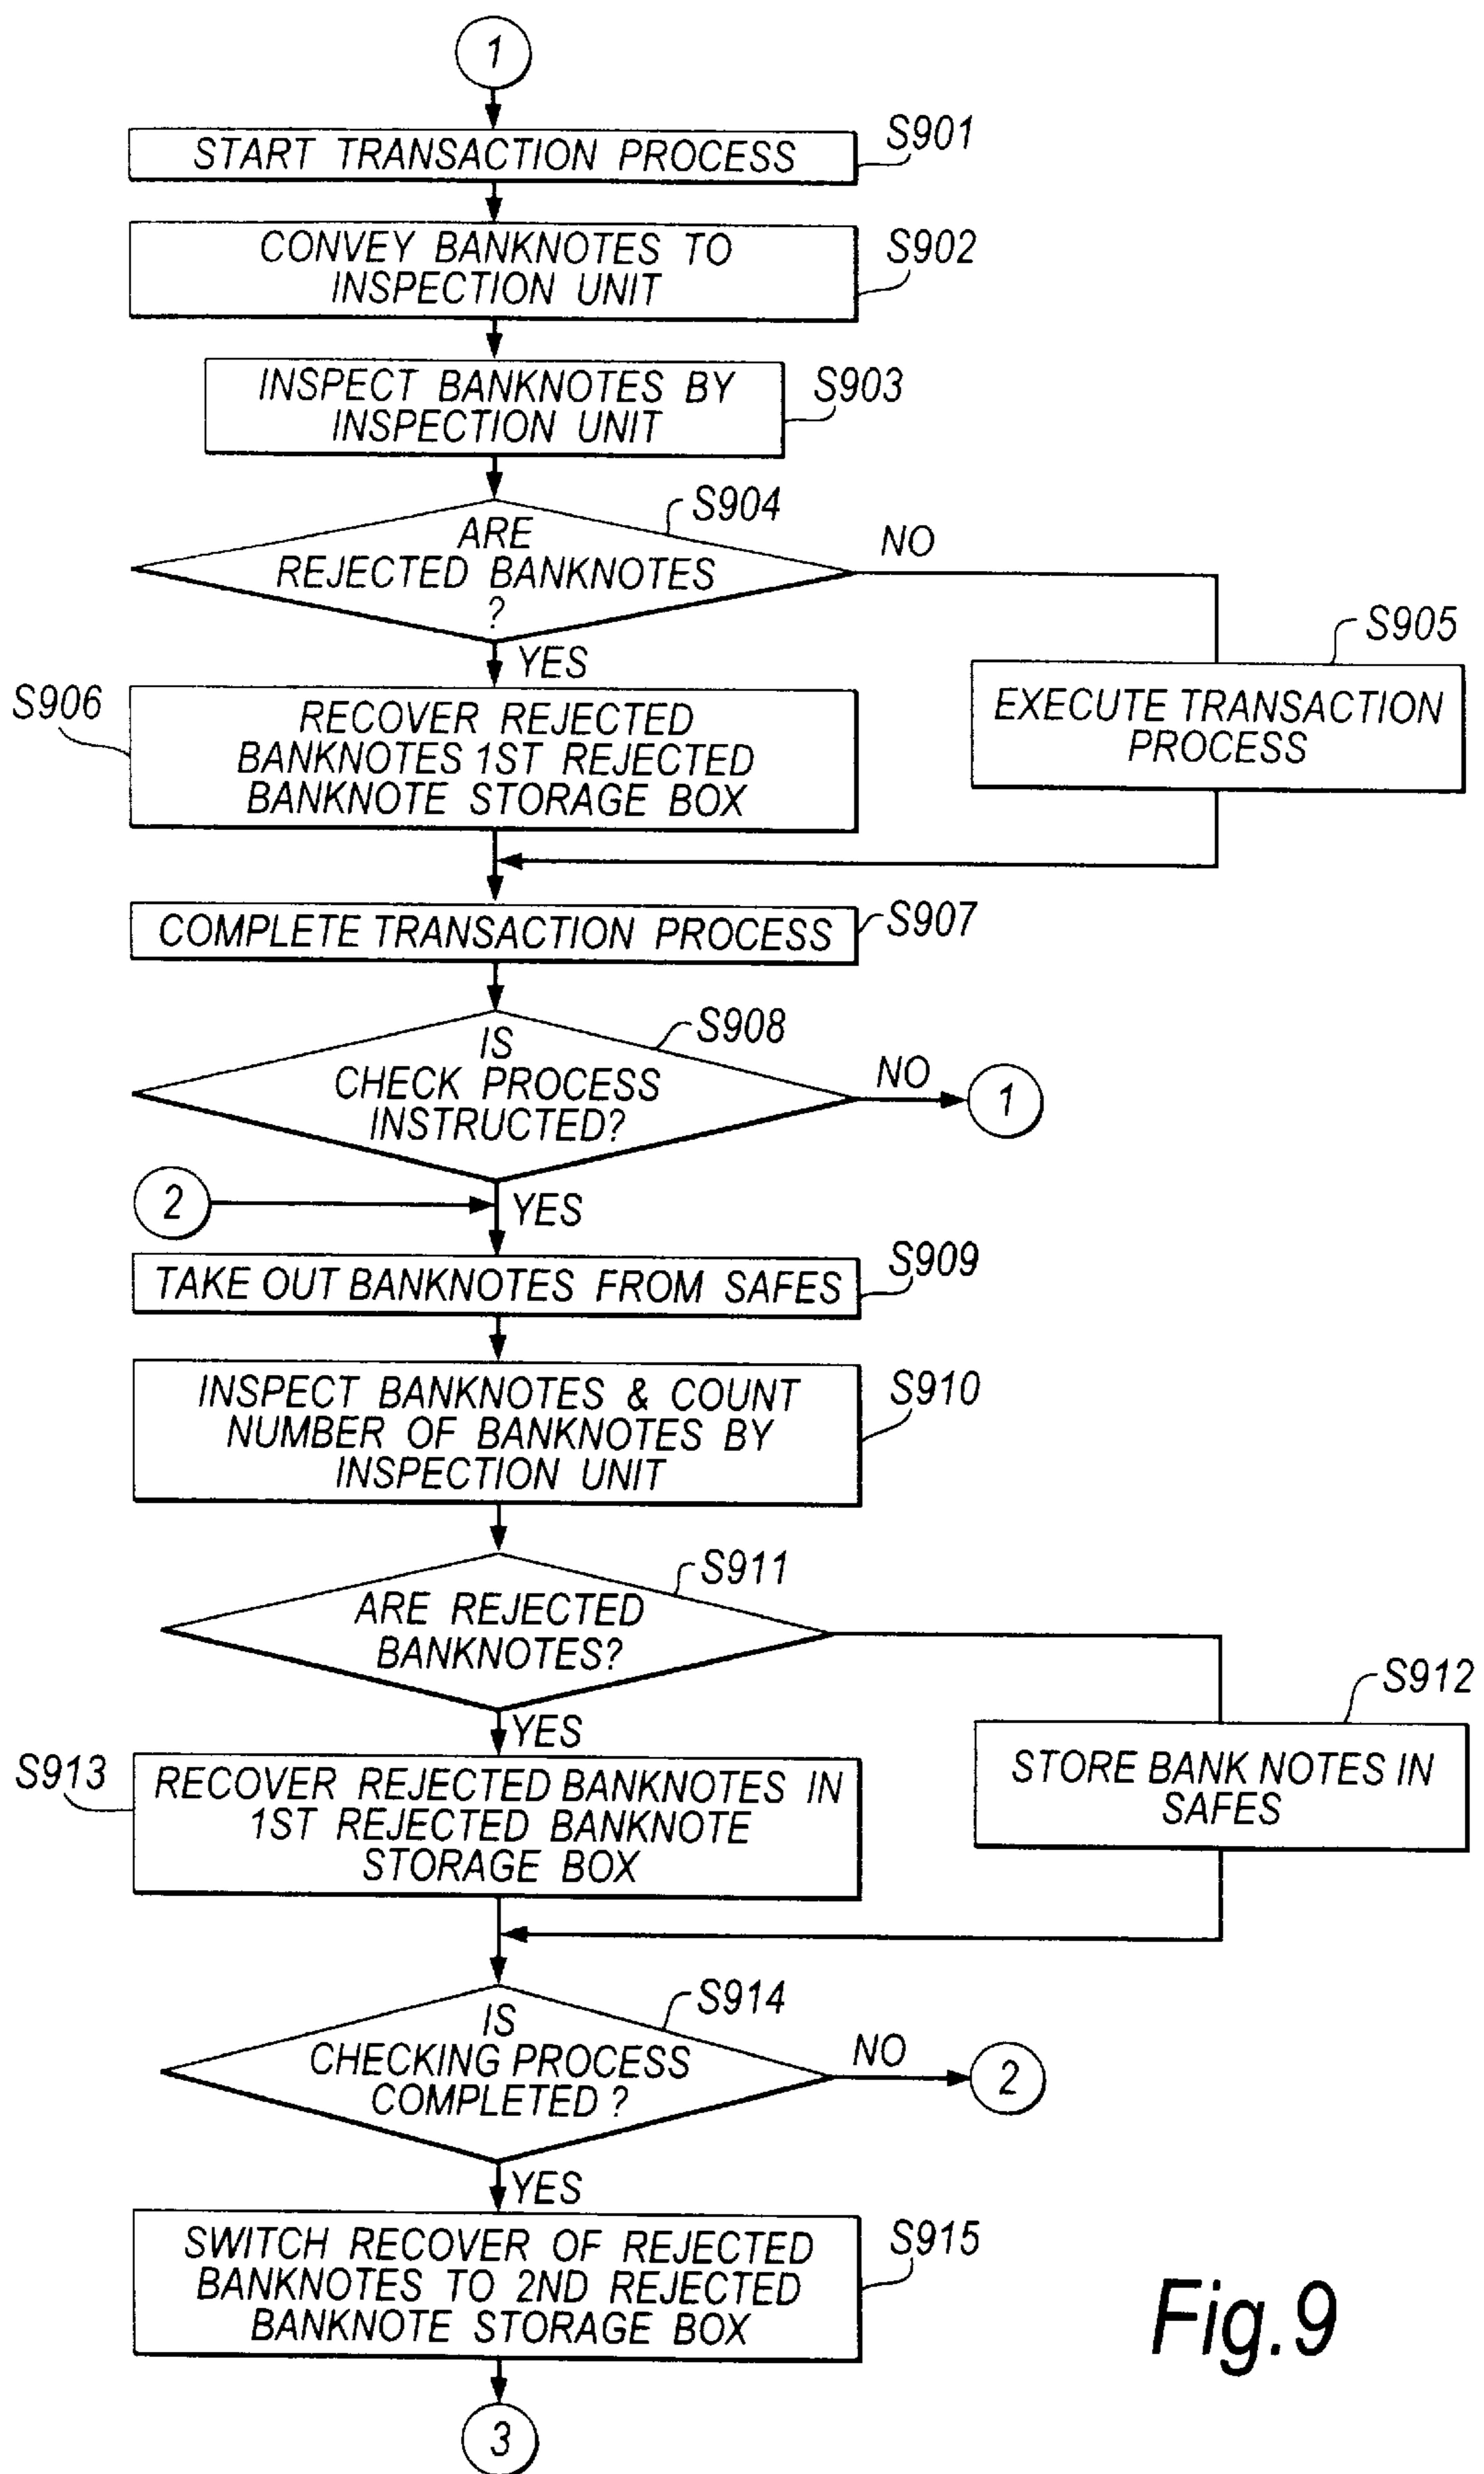 1
START TRANSACTION PROCESS
S901
CONVEY BANKNOTES TO
INSPECTION UNIT
S902
INSPECT BANKNOTES BY
INSPECTION UNIT
S903
ARE
REJECTED BANKNOTES
?
S904
NO
YES
S905
EXECUTE TRANSACTION
PROCESS
S906
RECOVER REJECTED
BANKNOTES 1ST REJECTED
BANKNOTE STORAGE BOX
COMPLETE TRANSACTION PROCESS
S907
IS
CHECK PROCESS
INSTRUCTED?
S908
NO
1
2
YES
TAKE OUT BANKNOTES FROM SAFES
S909
INSPECT BANKNOTES & COUNT
NUMBER OF BANKNOTES BY
INSPECTION UNIT
S910
ARE REJECTED
BANKNOTES?
S911
YES
S912
STORE BANK NOTES IN
SAFES
S913
RECOVER REJECTED BANKNOTES IN
1ST REJECTED BANKNOTE
STORAGE BOX
IS
CHECKING PROCESS
COMPLETED ?
S914
NO
2
YES
SWITCH RECOVER OF REJECTED
BANKNOTES TO 2ND REJECTED
BANKNOTE STORAGE BOX
S915
3
Fig.9